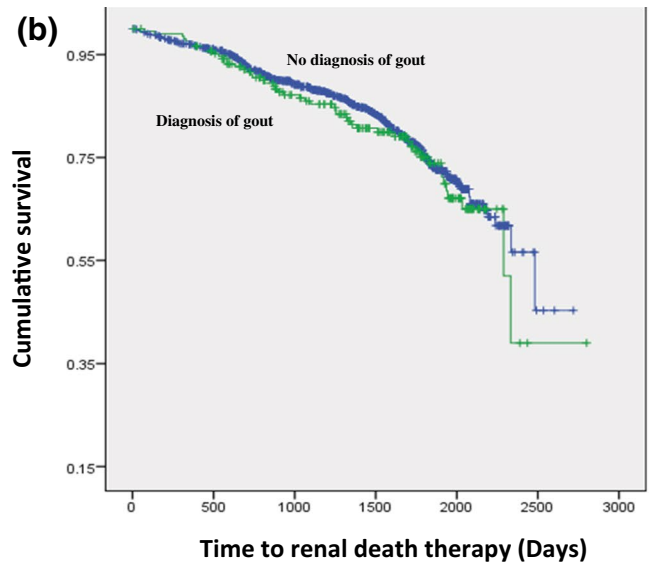 (b)
No diagnosis of gout
Diagnosis of gout
Cumulative survival
0.95
0.75
0.55
0.35
0.15
0 500 1000 1500 2000 2500 3000
Time to renal death therapy (Days)